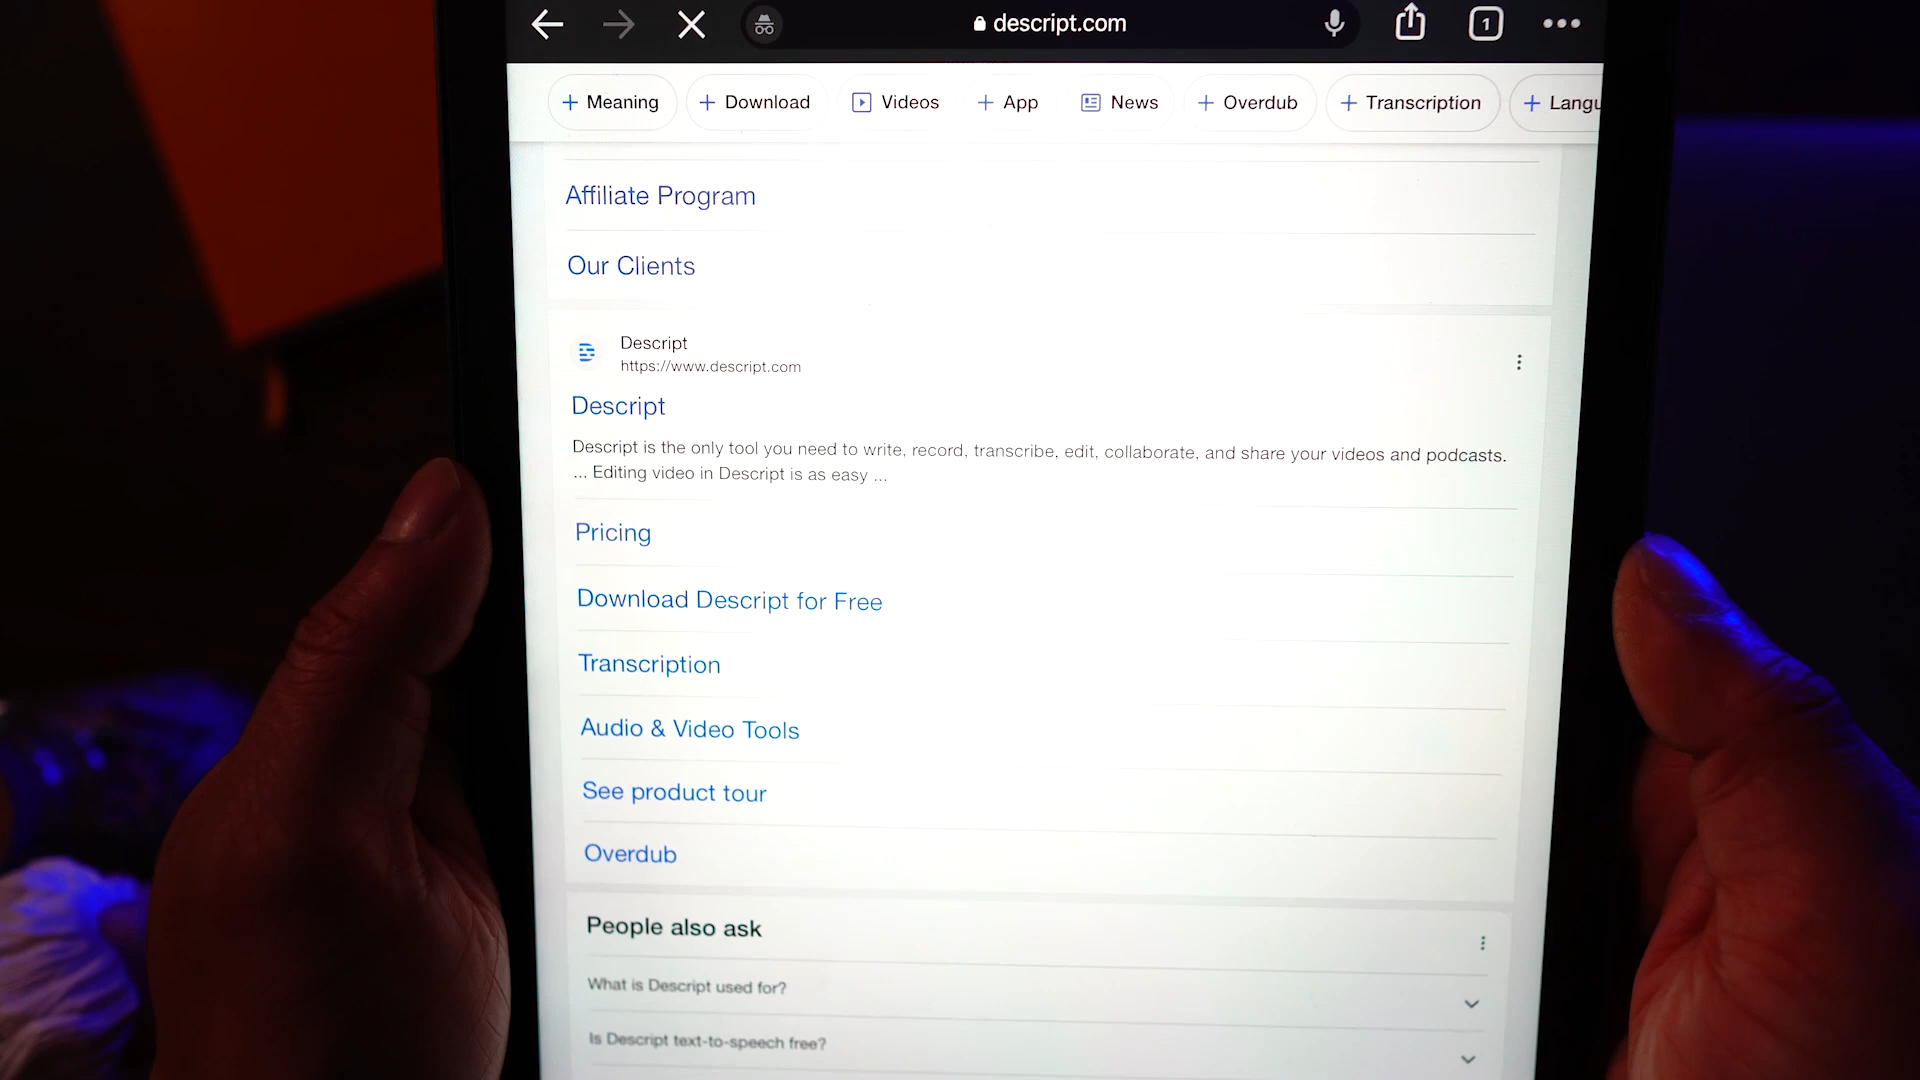 descript.com
1
Meaning
Download
Videos
App
News
Overdub
Transcription
Langu
Affiliate Program
Our Clients
Descript
https://www.descript.com
Descript
Descript is the only tool you need to write, record, transcribe, edit, collaborate, and share your videos and podcasts.
... Editing video in Descript is as easy ...
Pricing
Download Descript for Free
Transcription
Audio & Video Tools
See product tour
Overdub
People also ask
What is Descript used for?
Is Descript text-to-speech free?